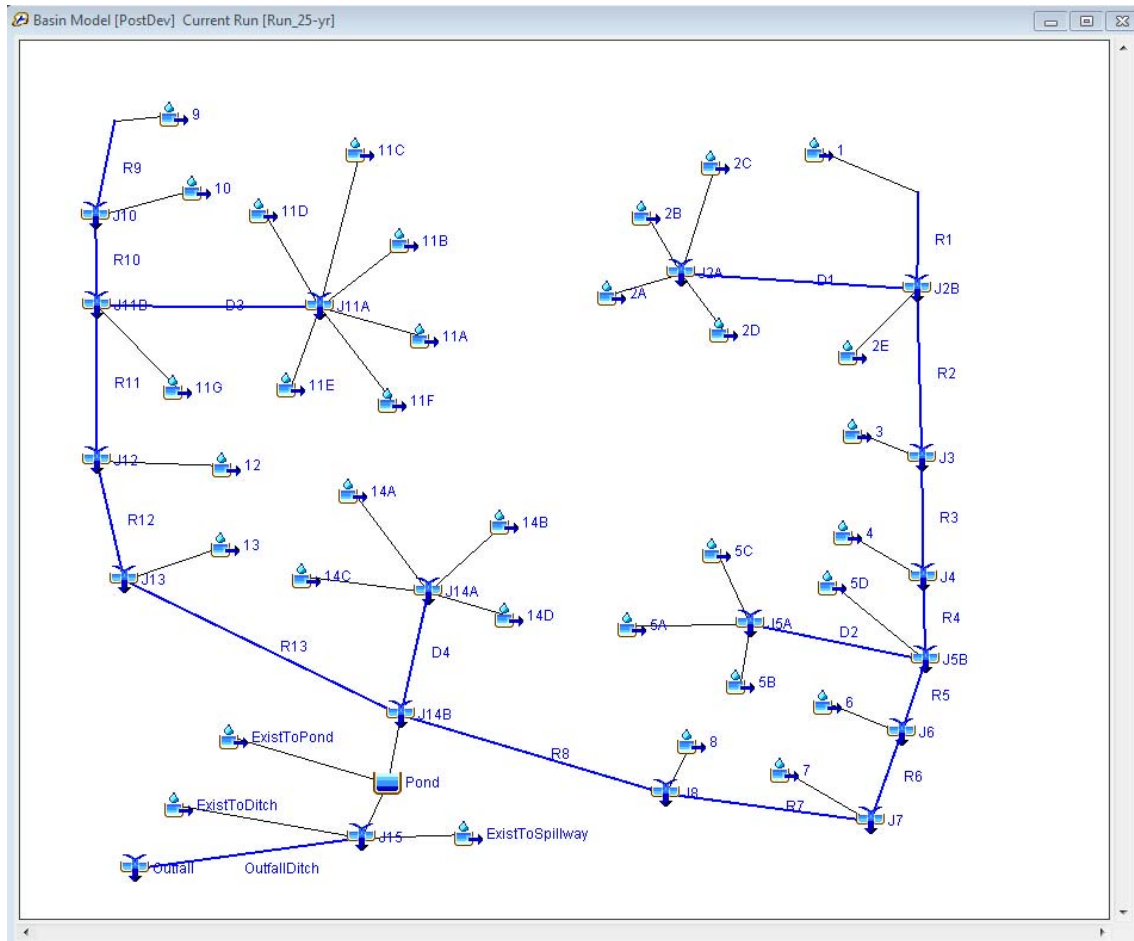 Basin Model [PostDev] Current Run [Run_25-yr]
9
11C
1
2C
R9
10
11D
2B
J10
11B
R1
R10
J2A
D1
J2B
2A
J11B
D3
J11A
2D
11A
2E
R11
11G
11E
11F
R2
3
J12
12
J3
14A
R12
14B
R3
4
13
5C
J13
14C
J4
5D
J14A
14D
R4
5A
J5A
D2
R13
D4
J5B
5B
R5
6
J14B
ExistToPond
J6
8
R8
7
R6
Pond
J8
ExistToDitch
R7
J7
J15
ExistToSpillway
Outfall
OutfallDitch